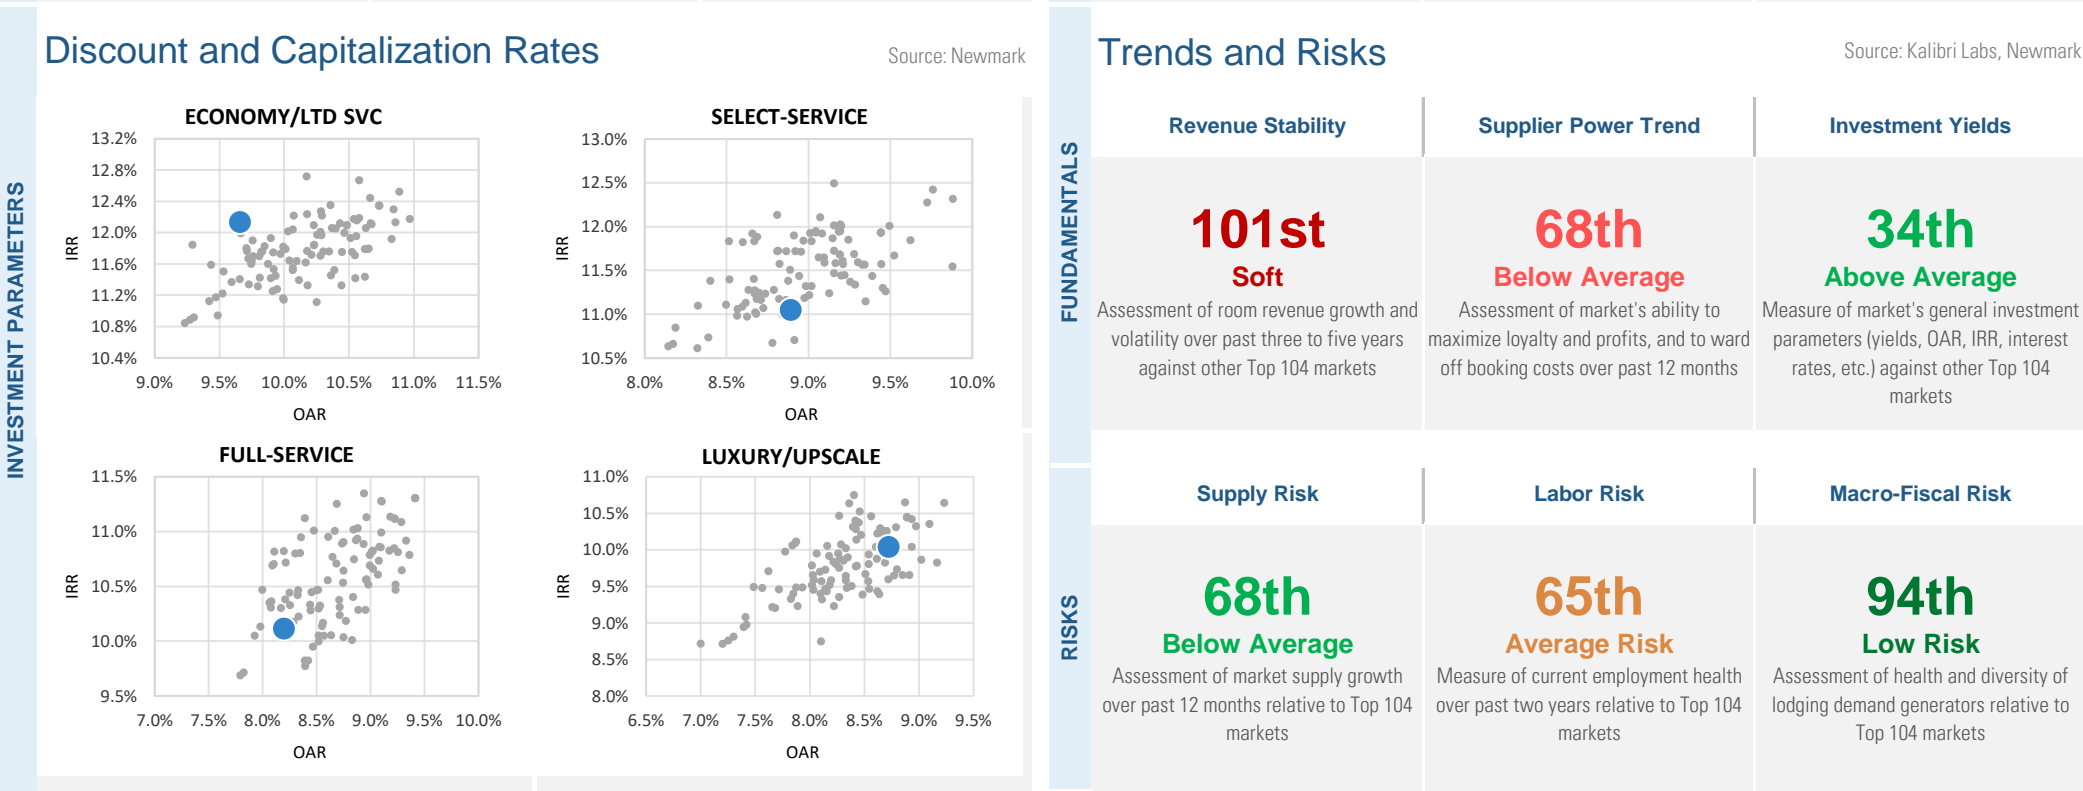 INVESTMENT PARAMETERS
Discount and Capitalization Rates
Source: Newmark
ECONOMY/LTD SVC
13.2%
12.8%
12.4%
12.0%
11.6%
11.2%
10.8%
10.4%
IRR
9.0% 9.5% 10.0% 10.5% 11.0% 11.5%
OAR
SELECT-SERVICE
13.0%
12.5%
12.0%
11.5%
11.0%
10.5%
IRR
8.0% 8.5% 9.0% 9.5% 10.0%
OAR
FULL-SERVICE
11.5%
11.0%
10.5%
10.0%
9.5%
IRR
7.0% 7.5% 8.0% 8.5% 9.0% 9.5% 10.0%
OAR
LUXURY/UPSCALE
11.0%
10.5%
10.0%
9.5%
9.0%
8.5%
8.0%
IRR
6.5% 7.0% 7.5% 8.0% 8.5% 9.0% 9.5%
OAR
Trends and Risks
Source: Kalibri Labs, Newmark
FUNDAMENTALS
Revenue Stability
101st
Soft
Assessment of room revenue growth and
volatility over past three to five years
against other Top 104 markets
Supplier Power Trend
68th
Below Average
Assessment of market's ability to
maximize loyalty and profits, and to ward
off booking costs over past 12 months
Investment Yields
34th
Above Average
Measure of market's general investment
parameters (yields, OAR, IRR, interest
rates, etc.) against other Top 104
markets
RISKS
Supply Risk
68th
Below Average
Assessment of market supply growth
over past 12 months relative to Top 104
markets
Labor Risk
65th
Average Risk
Measure of current employment health
over past two years relative to Top 104
markets
Macro-Fiscal Risk
94th
Low Risk
Assessment of health and diversity of
lodging demand generators relative to
Top 104 markets